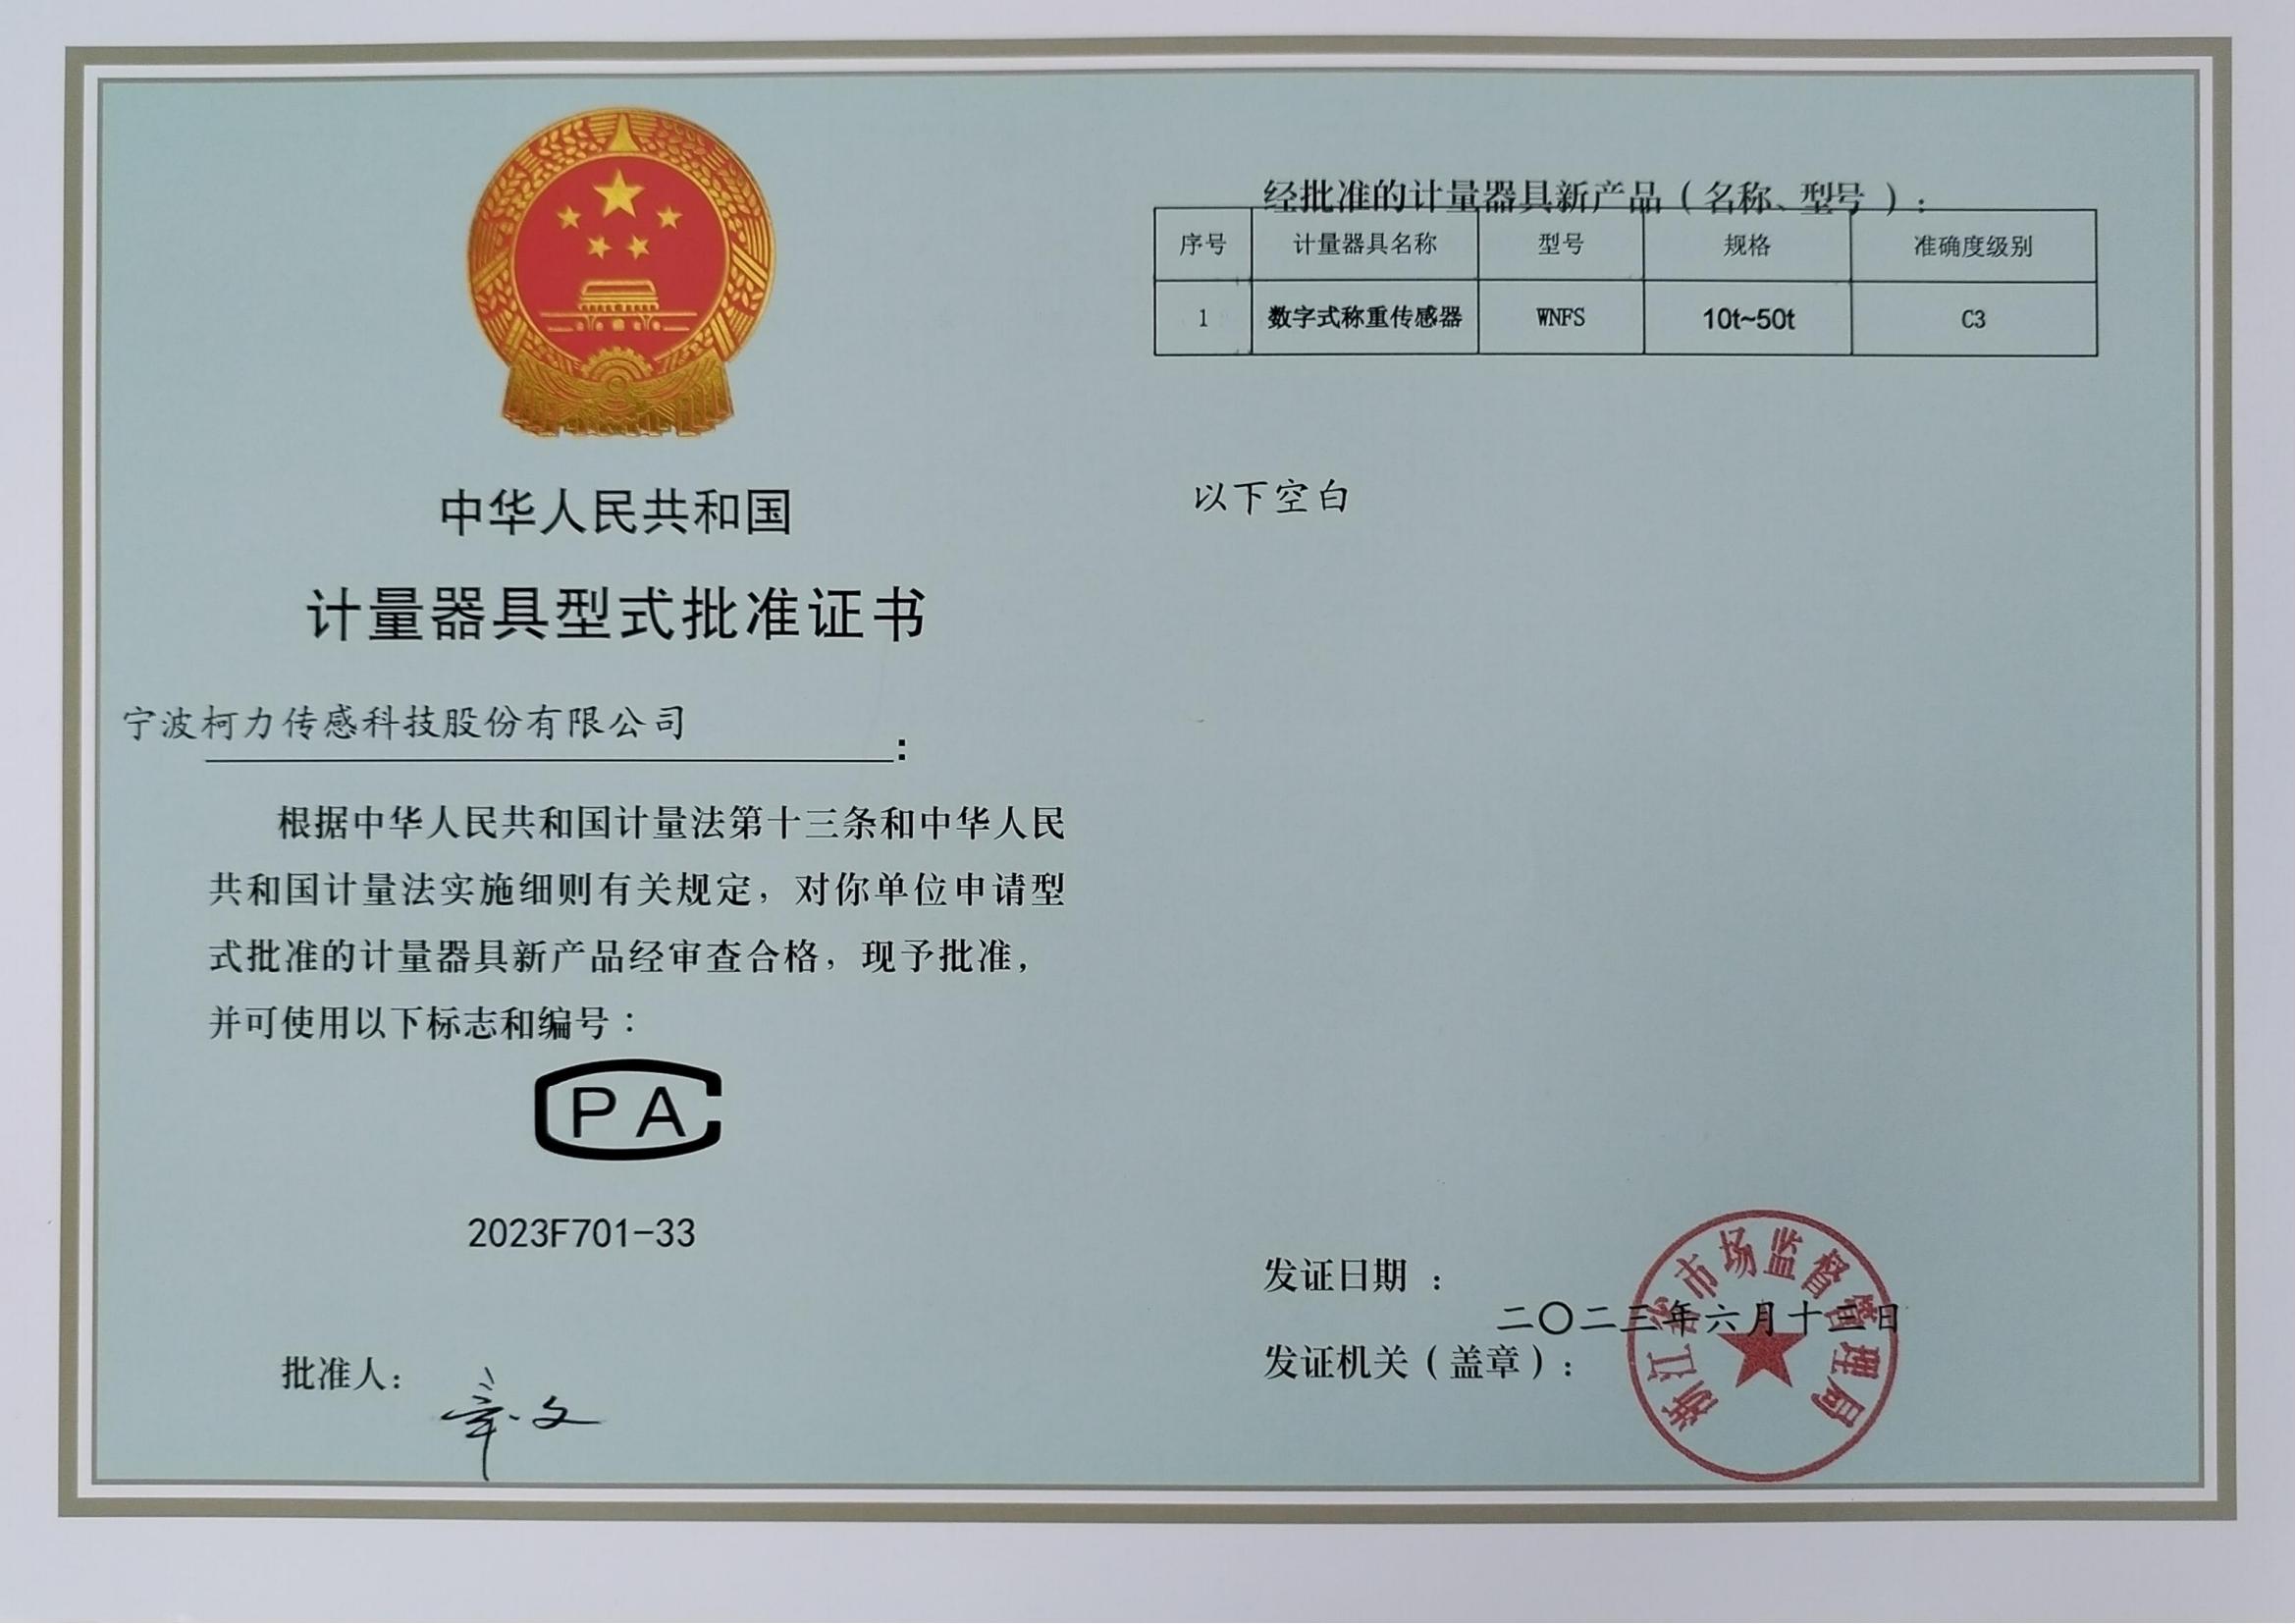 中华人民共和国
计量器具型式批准证书
宁波柯力传感科技股份有限公司
:
根据中华人民共和国计量法第十三条和中华人民
共和国计量法实施细则有关规定，对你单位申请型
式批准的计量器具新产品经审查合格，现予批准，
并可使用以下标志和编号：
PA
2023F701-33
批准人：
经批准的计量器具新产品（名称、型号）：
序号 计量器具名称 型号 规格 准确度级别
1 数字式称重传感器 WNFS 10t~50t C3
以下空白
发证日期：
二〇二三年六月十二日
发证机关（盖章）：
浙江省市场监督管理局